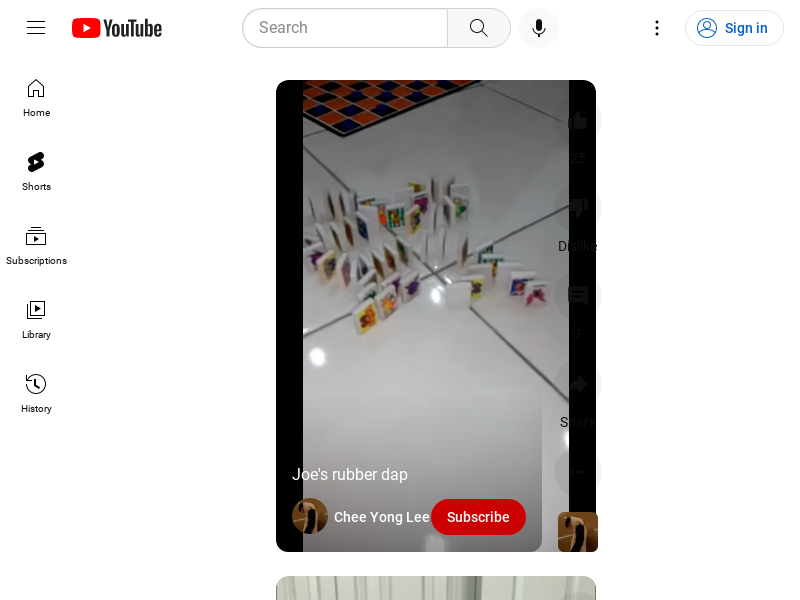 YouTube
Search
Sign in
Home
Shorts
Subscriptions
Library
History
25
Dislike
7
Share
Joe's rubber dap
Chee Yong Lee
Subscribe